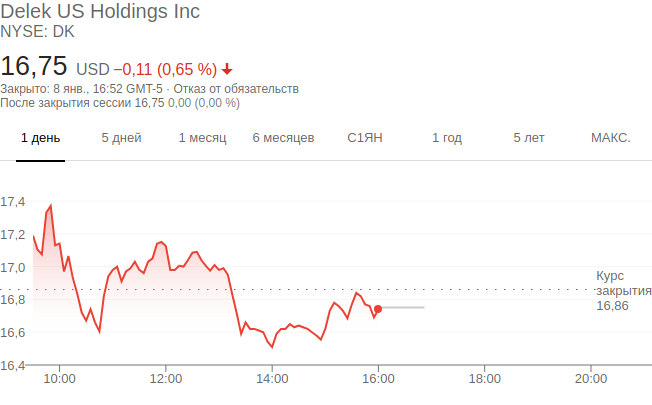 Delek US Holdings Inc
NYSE: DK
16,75 USD −0,11 (0,65 %)
Закрыто: 8 янв., 16:52 GMT-5 · Отказ от обязательств
После закрытия сессии 16,75 0,00 (0,00 %)
1 день 5 дней 1 месяц 6 месяцев С1ЯН 1 год 5 лет МАКС.
17,4
17,2
17,0
16,8
16,6
16,4
Курс
закрытия
16,86
10:00 12:00 14:00 16:00 18:00 20:00